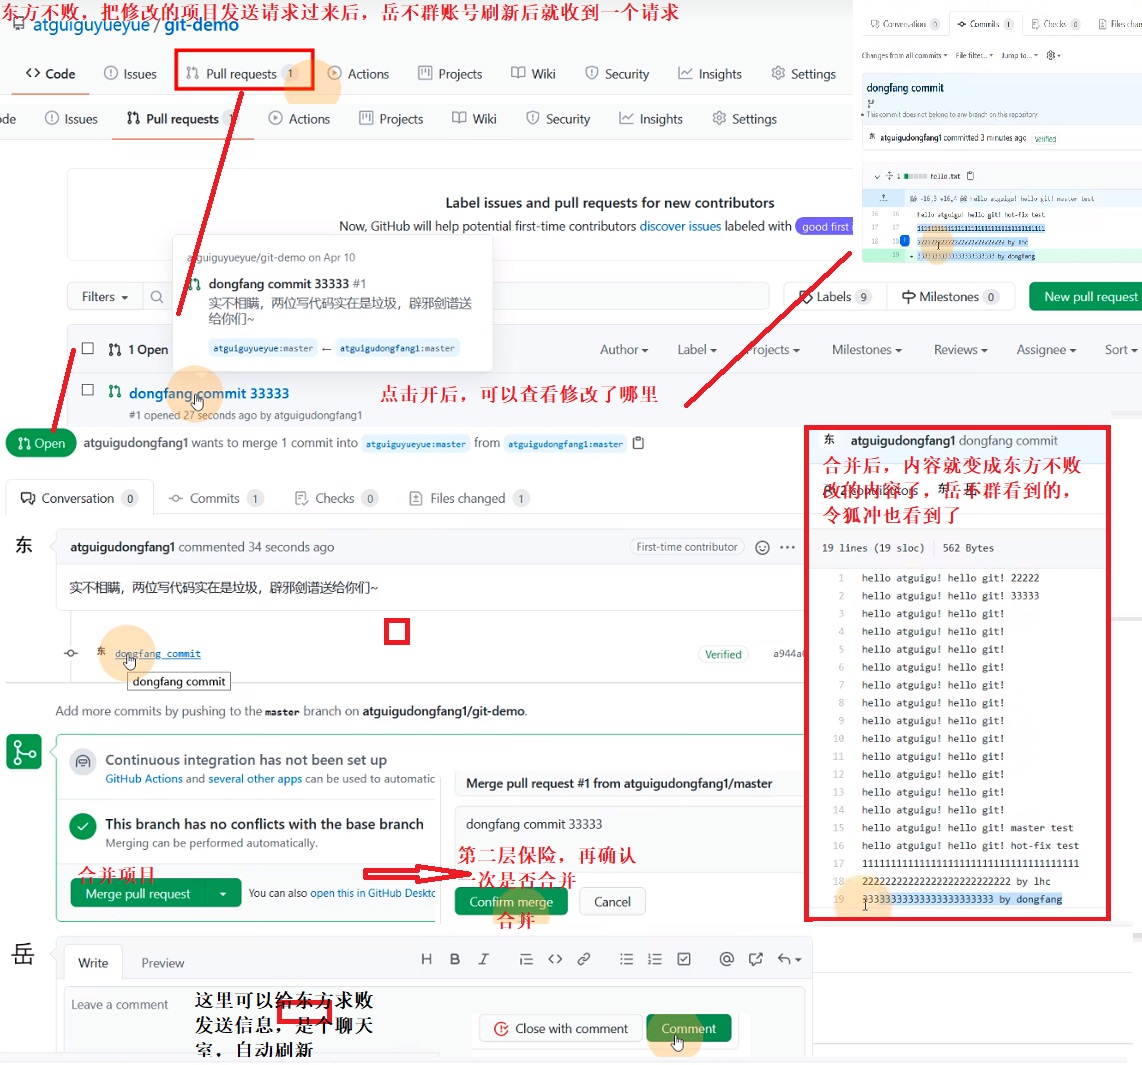 东方不败，把修改的项目发送请求过来后，岳不群账号刷新后就收到一个请求
atguiguyueyue / git-demo
Code Issues Pull requests 1 Actions Projects Wiki Security Insights Settings
Issues Pull requests Actions Projects Wiki Security Insights Settings
Label issues and pull requests for new contributors
Now, GitHub will help potential first-time contributors discover issues labeled with good first
atguiguyueyue/git-demo on Apr 10
dongfang commit 33333 #1
实不相瞒，两位写代码实在是垃圾，辟邪剑谱送
给你们~
atguiguyueyue:master ← atguigudongfang1:master
Filters
Labels 9 Milestones 0 New pull request
1 Open
Author Label Projects Milestones Reviews Assignee Sort
dongfang commit 33333
#1 opened 27 seconds ago by atguigudongfang1
点击开后，可以查看修改了哪里
Open atguigudongfang1 wants to merge 1 commit into atguiguyueyue:master from atguigudongfang1:master
Conversation 0 Commits 1 Checks 0 Files changed 1
东
atguigudongfang1 commented 34 seconds ago First-time contributor
实不相瞒，两位写代码实在是垃圾，辟邪剑谱送给你们~
东 dongfang commit Verified
dongfang commit
Add more commits by pushing to the master branch on atguigudongfang1/git-demo.
Continuous integration has not been set up
GitHub Actions and several other apps can be used to automatic
This branch has no conflicts with the base branch
Merging can be performed automatically.
合并项目
Merge pull request You can also open this in GitHub Deskto
Merge pull request #1 from atguigudongfang1/master
dongfang commit 33333
第二层保险，再确认
一次是否合并
Confirm merge Cancel
合并
岳
Write Preview
Leave a comment
这里可以给东方求败
发送信息，是个聊天
室，自动刷新
Close with comment Comment
Conversation 0 Commits 1 Checks 0 Files chan
Changes from all commits File filter... Jump to...
dongfang commit
This commit does not belong to any branch on this repository
东 atguigudongfang1 committed 3 minutes ago Verified
1 hello.txt
@@ -16,3 +16,4 @@ hello atguigu! hello git! master test
16 16 hello atguigu! hello git! hot-fix test
东 atguigudongfang1 dongfang commit
合并后，内容就变成东方不败
改的内容了，岳不群看到的，
令狐冲也看到了
19 lines (19 sloc) 562 Bytes
1 hello atguigu! hello git! 22222
2 hello atguigu! hello git! 33333
3 hello atguigu! hello git!
4 hello atguigu! hello git!
5 hello atguigu! hello git!
6 hello atguigu! hello git!
7 hello atguigu! hello git!
8 hello atguigu! hello git!
9 hello atguigu! hello git!
10 hello atguigu! hello git!
11 hello atguigu! hello git!
12 hello atguigu! hello git!
13 hello atguigu! hello git!
14 hello atguigu! hello git!
15 hello atguigu! hello git! master test
16 hello atguigu! hello git! hot-fix test
17 11111111111111111111111111111111111111
18 22222222222222222222222222 by lhc
19 33333333333333333333333 by dongfang